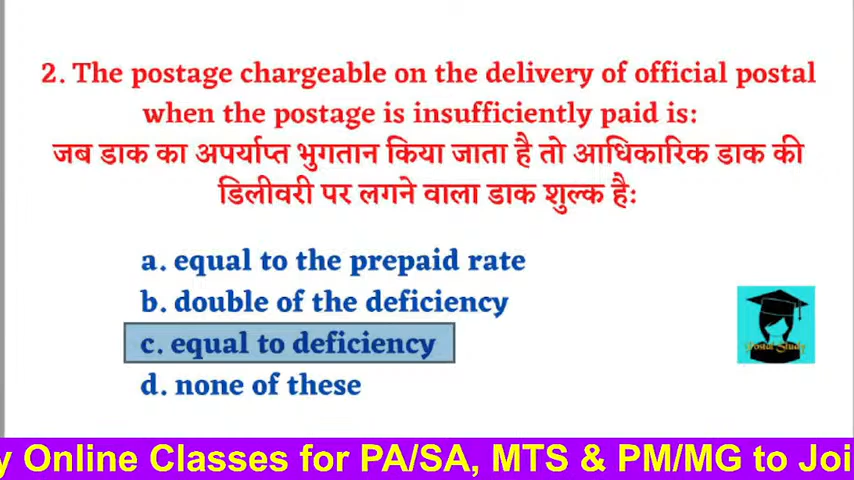 2. The postage chargeable on the delivery of official postal
when the postage is insufficiently paid is:
जब डाक का अपर्याप्त भुगतान किया जाता है तो आधिकारिक डाक की
डिलीवरी पर लगने वाला डाक शुल्क है:
a. equal to the prepaid rate
b. double of the deficiency
c. equal to deficiency
d. none of these
Postal Study
y Online Classes for PA/SA, MTS & PM/MG to Joi